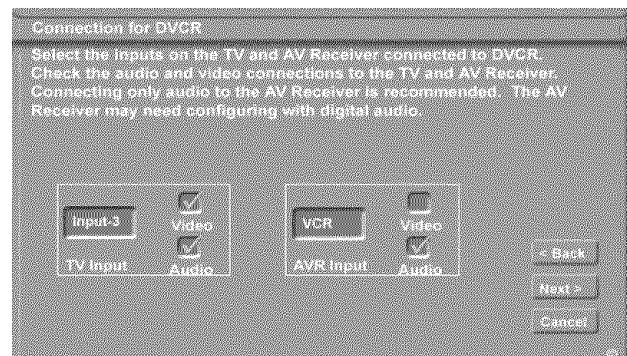 Connection for DVCR
Select the inputs on the TV and AV Receiver connected to DVCR.
Check the audio and video connections to the TV and AV Receiver.
Connecting only audio to the AV Receiver is recommended. The AV
Receiver may need configuring with digital audio.
Input-3
Video
TV Input
Audio
VCR
Video
AVR Input
Audio
< Back
Next >
Cancel